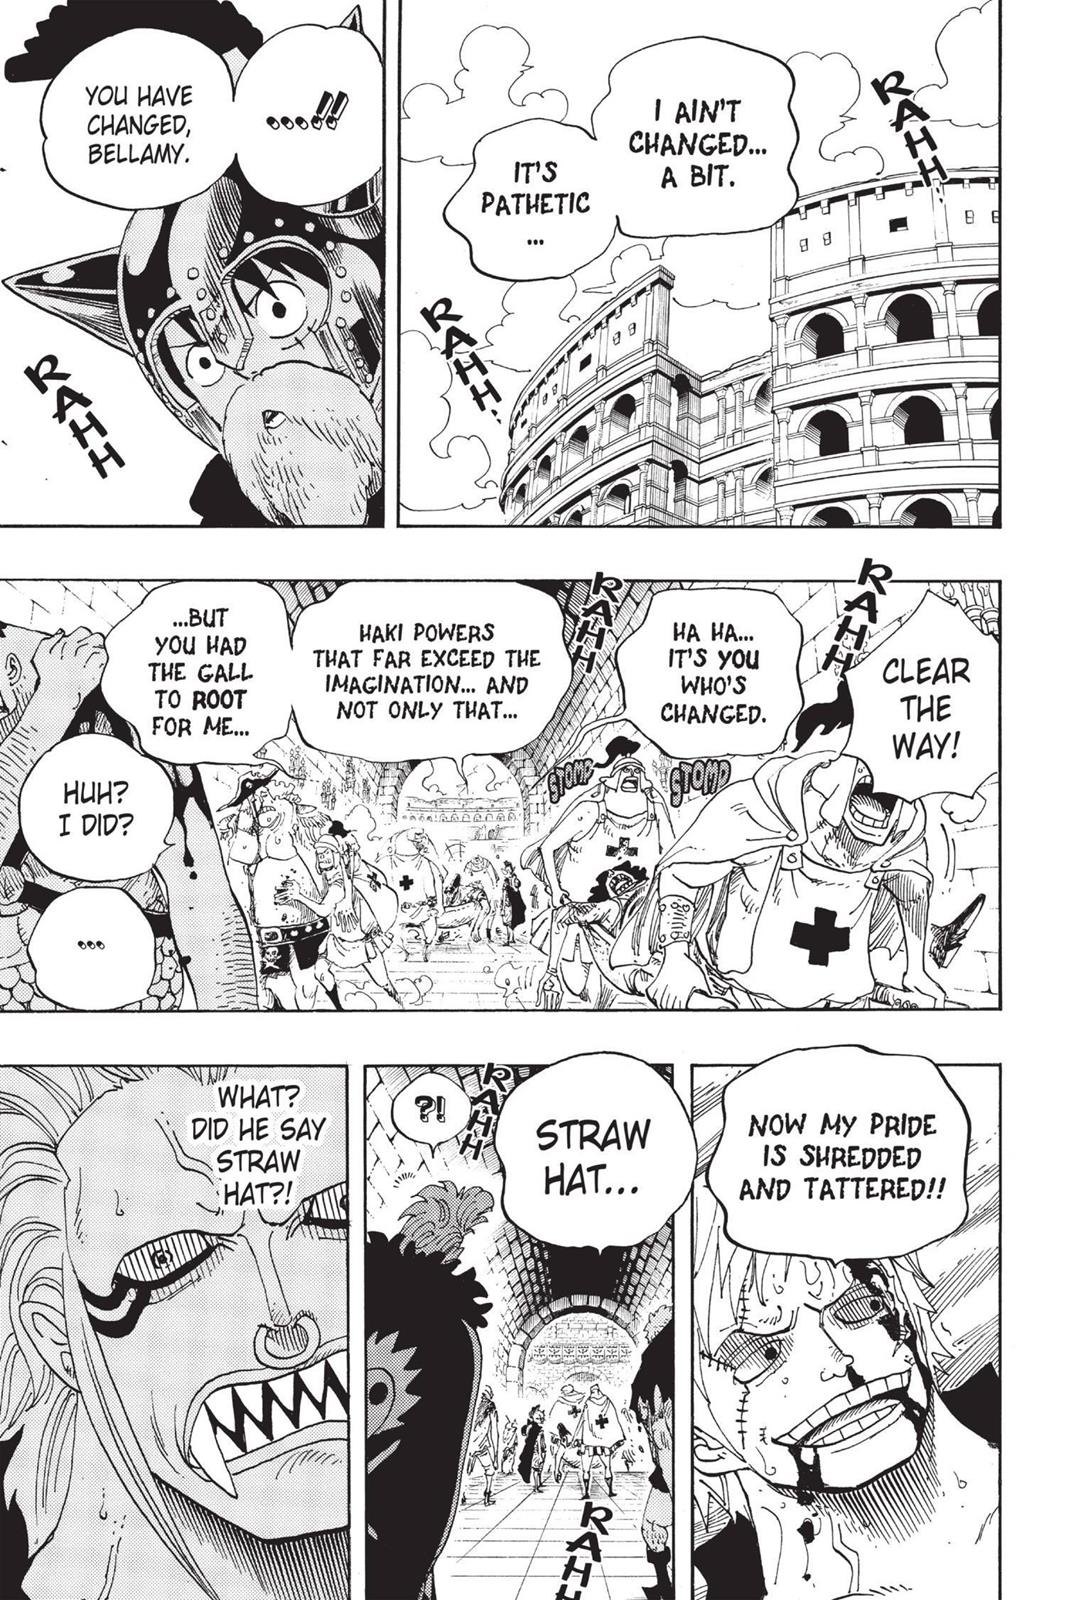 I AIN'T
CHANGED...
A BIT.
IT'S
PATHETIC
...
RAHH
RAHH
...!!
YOU HAVE
CHANGED,
BELLAMY.
RAHH
CLEAR
THE
WAY!
RAHH
HA HA...
IT'S YOU
WHO'S
CHANGED.
STOMP
STOMP
RAHH
HAKI POWERS
THAT FAR EXCEED THE
IMAGINATION... AND
NOT ONLY THAT...
...BUT
YOU HAD
THE GALL
TO ROOT
FOR ME...
HUH?
I DID?
...
NOW MY PRIDE
IS SHREDDED
AND TATTERED!!
STRAW
HAT...
RAHH
?!
RAHH
WHAT?
DID HE SAY
STRAW
HAT?!